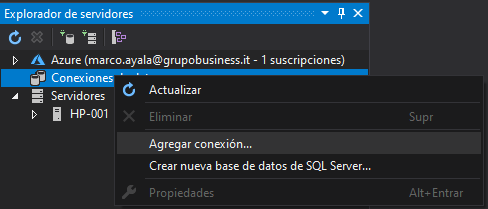 Explorador de servidores
Azure (marco.ayala@grupobusiness.it - 1 suscripciones)
Conexiones
Servidores
HP-001
Actualizar
Eliminar Supr
Agregar conexión...
Crear nueva base de datos de SQL Server...
Propiedades Alt+Entrar